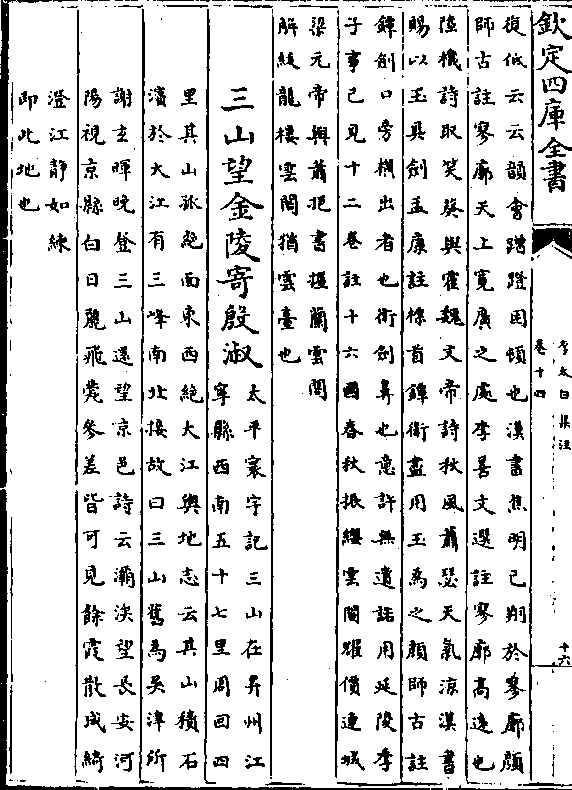 欽定四庫全書
李太白集注
卷十四
十六
復低云云韻會蹭蹬困頓也漢書焦明已翔於寥廓顔
師古註寥廓天上寛廣之處李善文選註寥廓高遠也
陸機詩取笑葵與藿魏文帝詩秋風蕭瑟天氣涼漢書
賜以玉具劍孟康註摽首鐔衛盡用玉為之顔師古註
鐔劍口旁橫出者也衛劍鼻也意許無遺諾用延陵季
子事已見十二卷註十六國春秋振纓雲閣耀價連城
梁元帝與蕭挹書握蘭雲閣
解紱龍樓雲閣猶雲臺也
三山望金陵寄殷淑
太平寰宇記三山在昇州江
寧縣西南五十七里周回四
里其山孤絶面東西絶大江輿地志云其山積石
濱於大江有三峰南北接故曰三山舊為吳津所
謝玄暉晚登三山還望京邑詩云灞涘望長安河
陽視京縣白日麗飛甍參差皆可見餘霞散成綺
澄江靜如練
即此地也